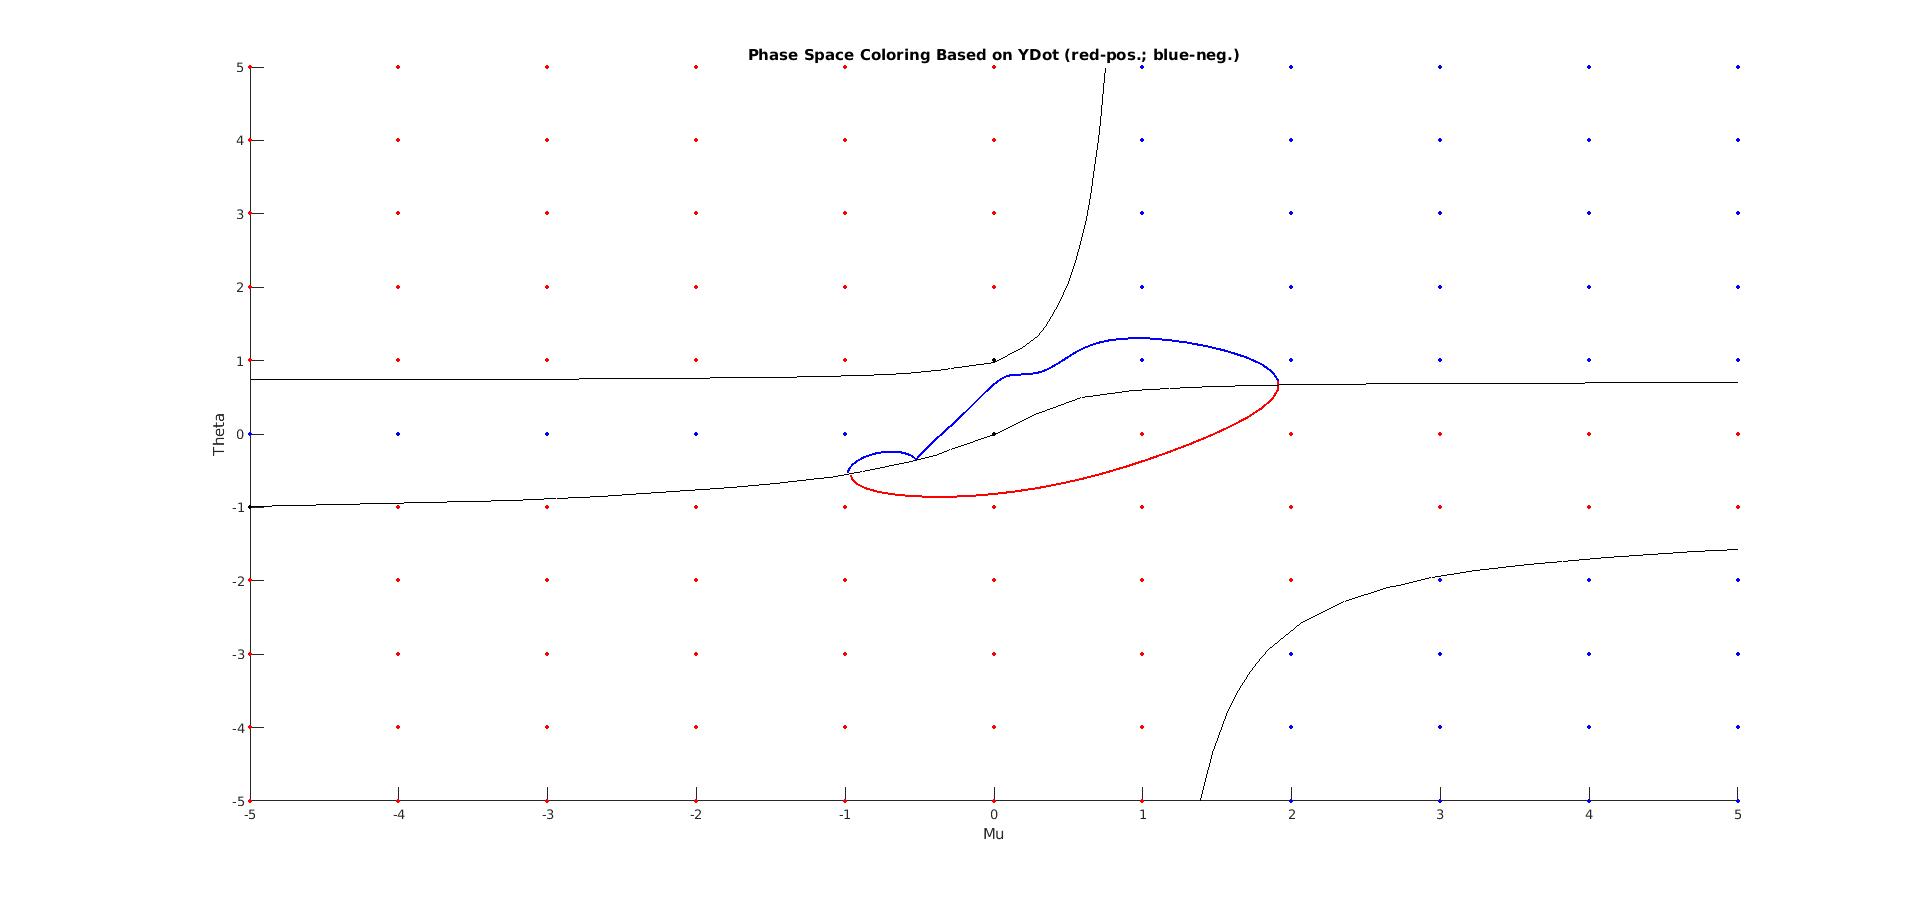 Phase Space Coloring Based on YDot (red-pos.; blue-neg.)
5
4
3
2
1
0
-1
-2
-3
-4
-5
Theta
-5 -4 -3 -2 -1 0 1 2 3 4 5
Mu